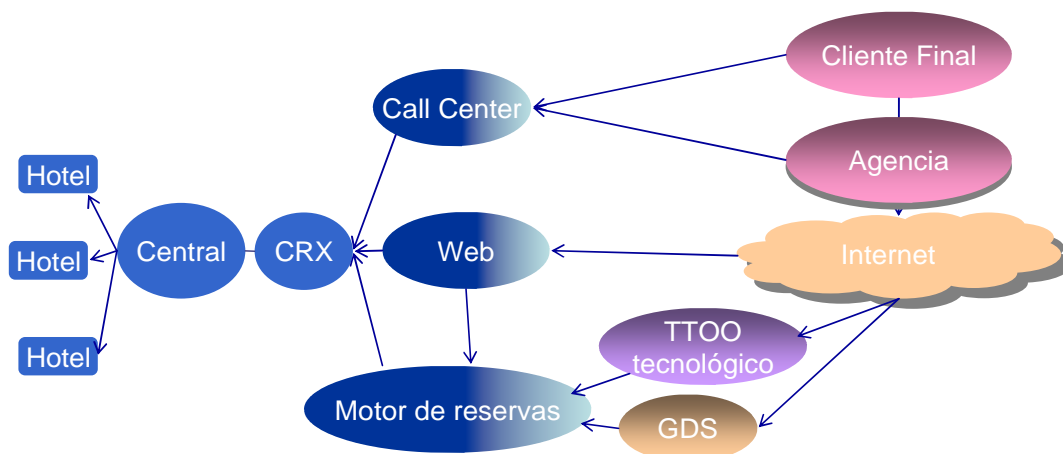 Cliente Final
Call Center
Agencia
Hotel
Central
CRX
Web
Internet
Hotel
TTOO
tecnológico
Hotel
Motor de reservas
GDS